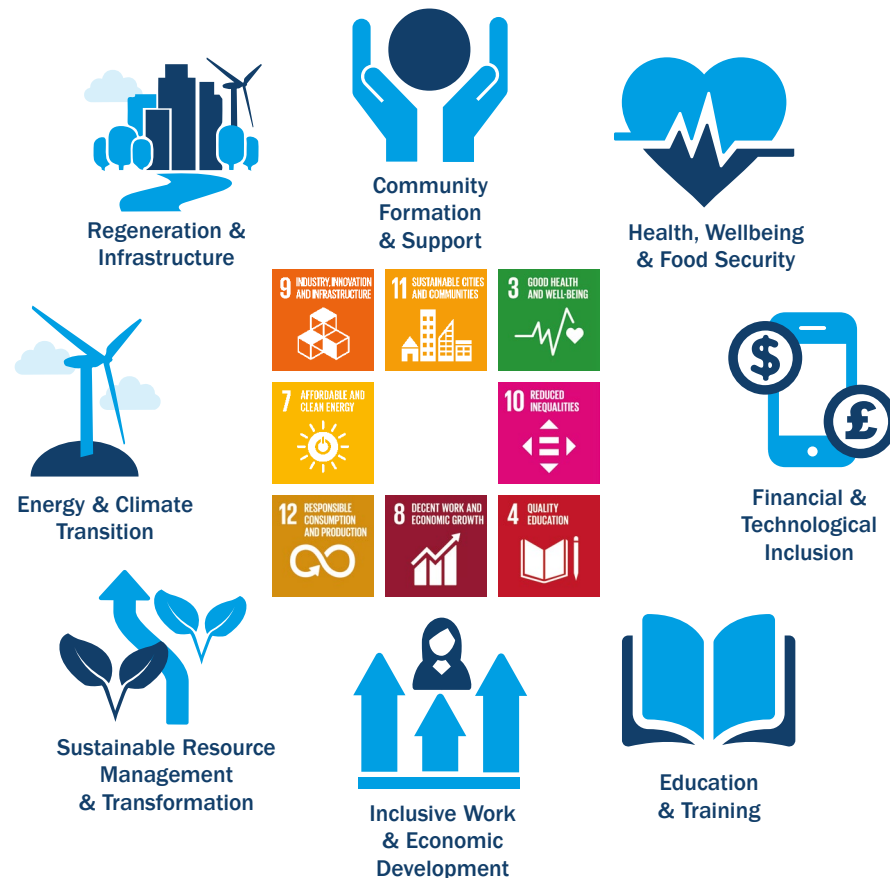 Community
Formation
& Support
Regeneration &
Infrastructure
Health, Wellbeing
& Food Security
9 INDUSTRY, INNOVATION
AND INFRASTRUCTURE
11 SUSTAINABLE CITIES
AND COMMUNITIES
3 GOOD HEALTH
AND WELL-BEING
$
£
7 AFFORDABLE AND
CLEAN ENERGY
10 REDUCED
INEQUALITIES
Energy & Climate
Transition
Financial &
Technological
Inclusion
12 RESPONSIBLE
CONSUMPTION
AND PRODUCTION
8 DECENT WORK AND
ECONOMIC GROWTH
4 QUALITY
EDUCATION
Sustainable Resource
Management
& Transformation
Inclusive Work
& Economic
Development
Education
& Training